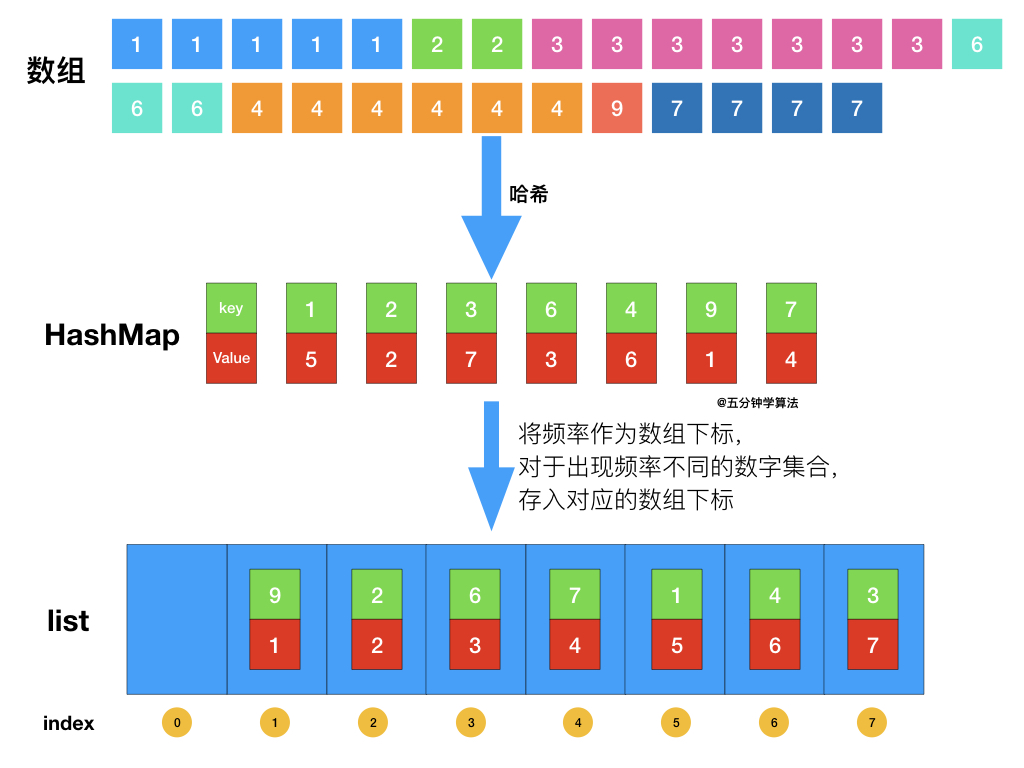 数组
1 1 1 1 1 2 2 3 3 3 3 3 3 3 6
6 6 4 4 4 4 4 4 9 7 7 7 7
哈希
HashMap
key 1 2 3 6 4 9 7
Value 5 2 7 3 6 1 4
@五分钟学算法
将频率作为数组下标,
对于出现频率不同的数字集合,
存入对应的数组下标
list
9 2 6 7 1 4 3
1 2 3 4 5 6 7
index 0 1 2 3 4 5 6 7